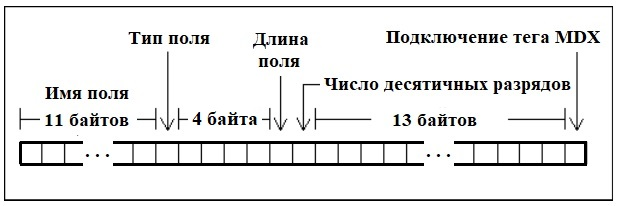 Тип поля
Длина
поля
Подключение тега MDX
Число десятичных разрядов
Имя поля
11 байтов
4 байта
13 байтов
...
...